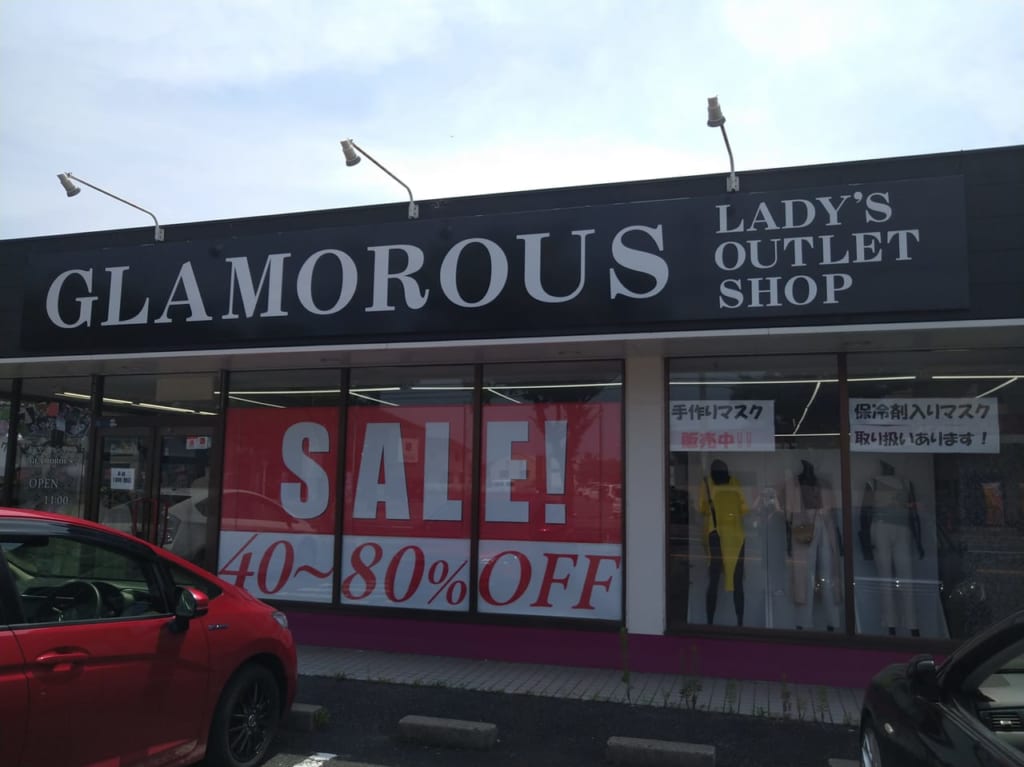 GLAMOROUS
LADY'S
OUTLET
SHOP
SALE!
40~80%OFF
手作りマスク
販売中!!
保冷剤入りマスク
取り扱いあります！
GLAMOROUS
OPEN
11:00